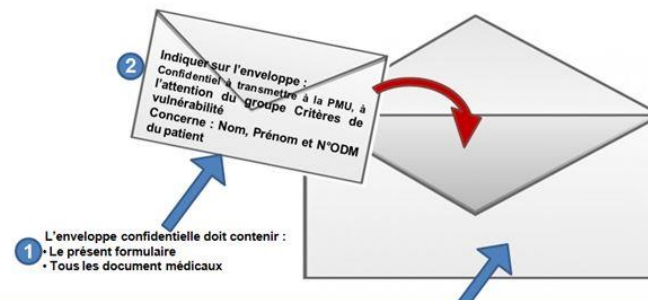 2
Indiquer sur l'enveloppe :
Confidentiel à transmettre à la PMU, à
l'attention du groupe Critères de
vulnérabilité
Concerne : Nom, Prénom et N°ODM
du patient
1
L'enveloppe confidentielle doit contenir :
• Le présent formulaire
• Tous les document médicaux